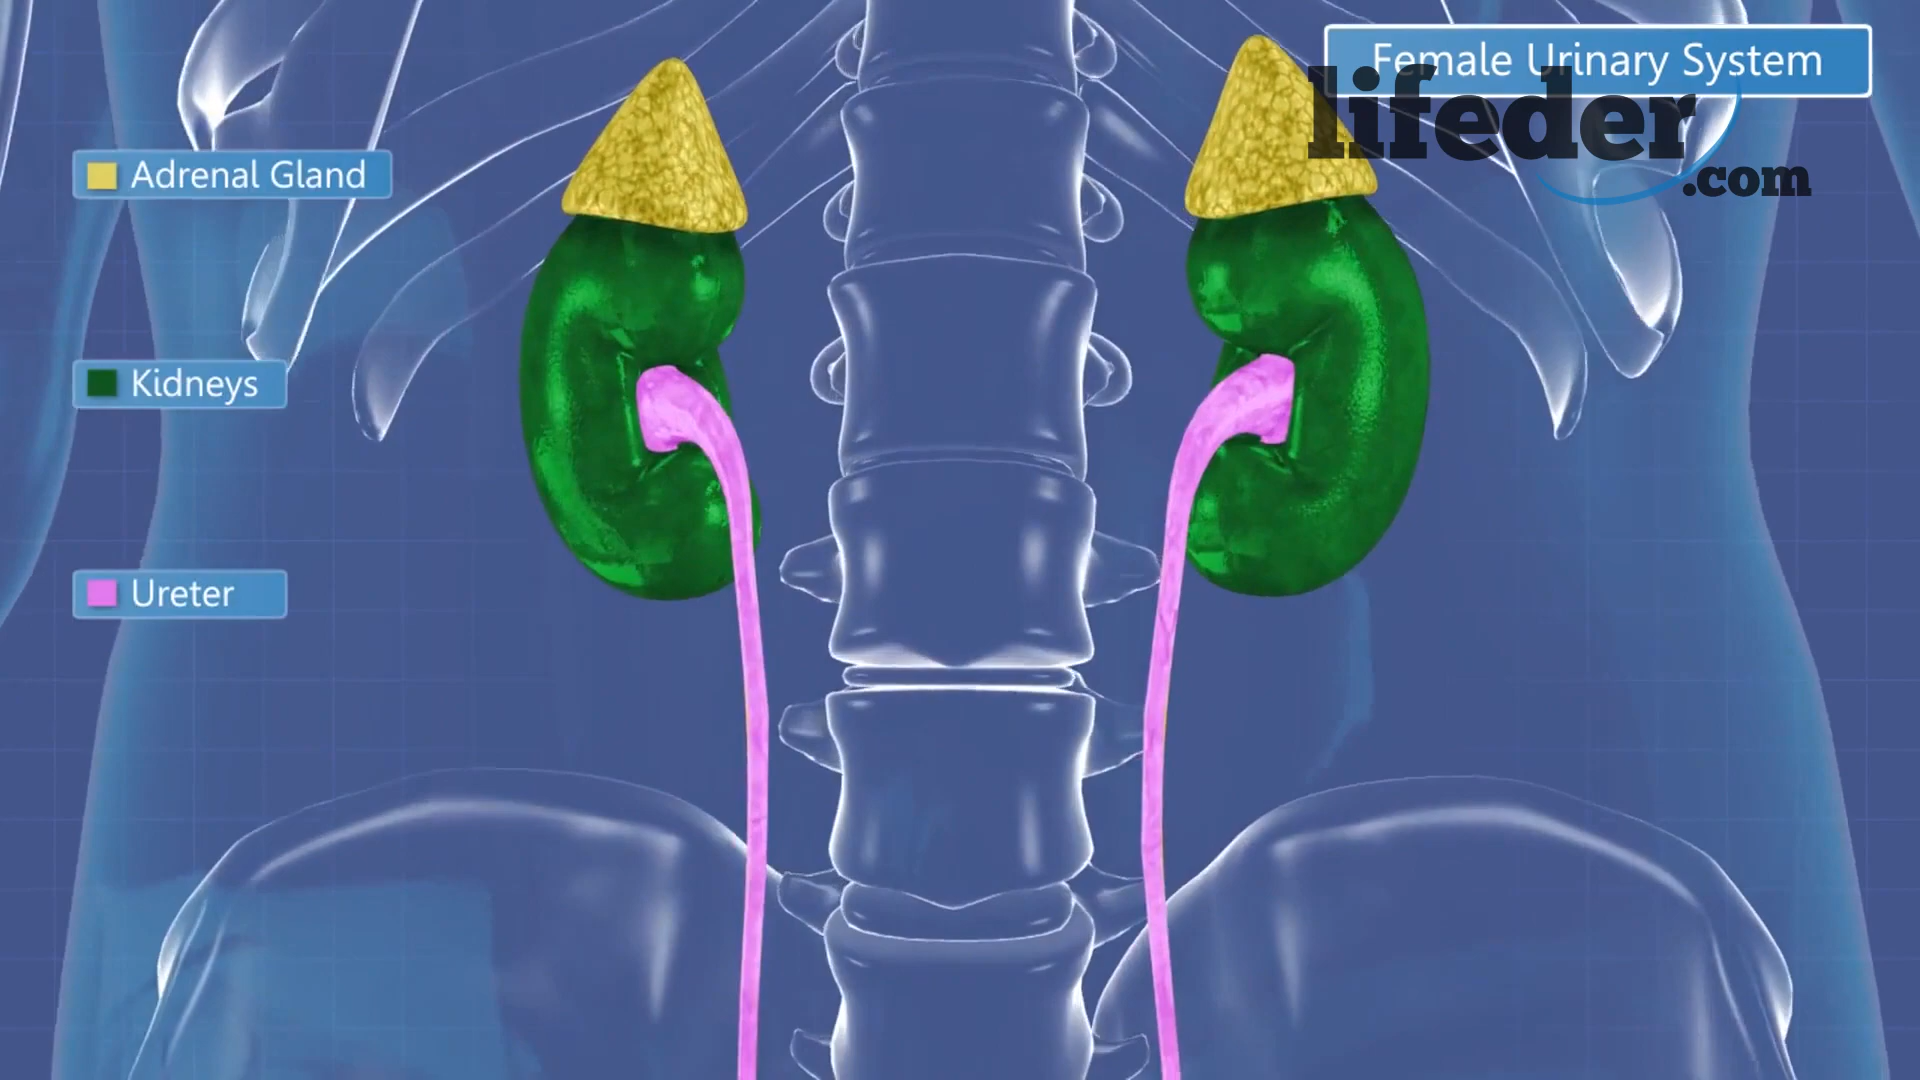 Female Urinary System
lifeder
.com
Adrenal Gland
Kidneys
Ureter